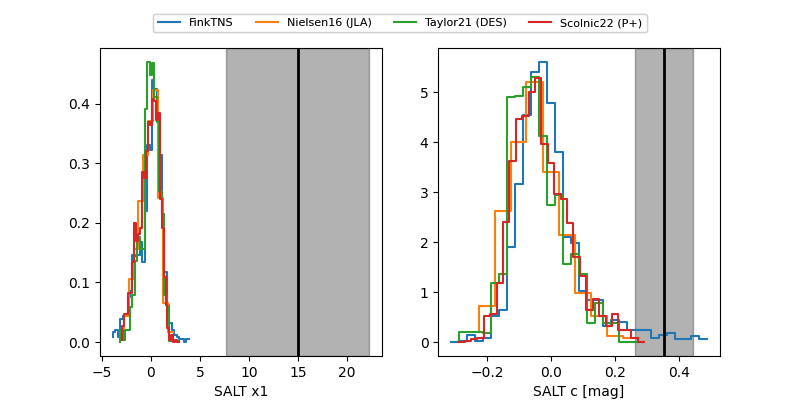 FinkTNS Nielsen16 (JLA) Taylor21 (DES) Scolnic22 (P+)
0.4
0.3
0.2
0.1
0.0
−5 0 5 10 15 20
SALT x1
5
4
3
2
1
0
−0.2 0.0 0.2 0.4
SALT c [mag]